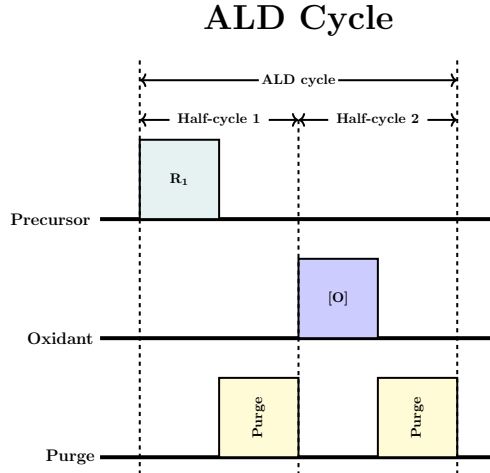 ALD Cycle
ALD cycle
Half-cycle 1
Half-cycle 2
R₁
Precursor
[O]
Oxidant
Purge
Purge
Purge